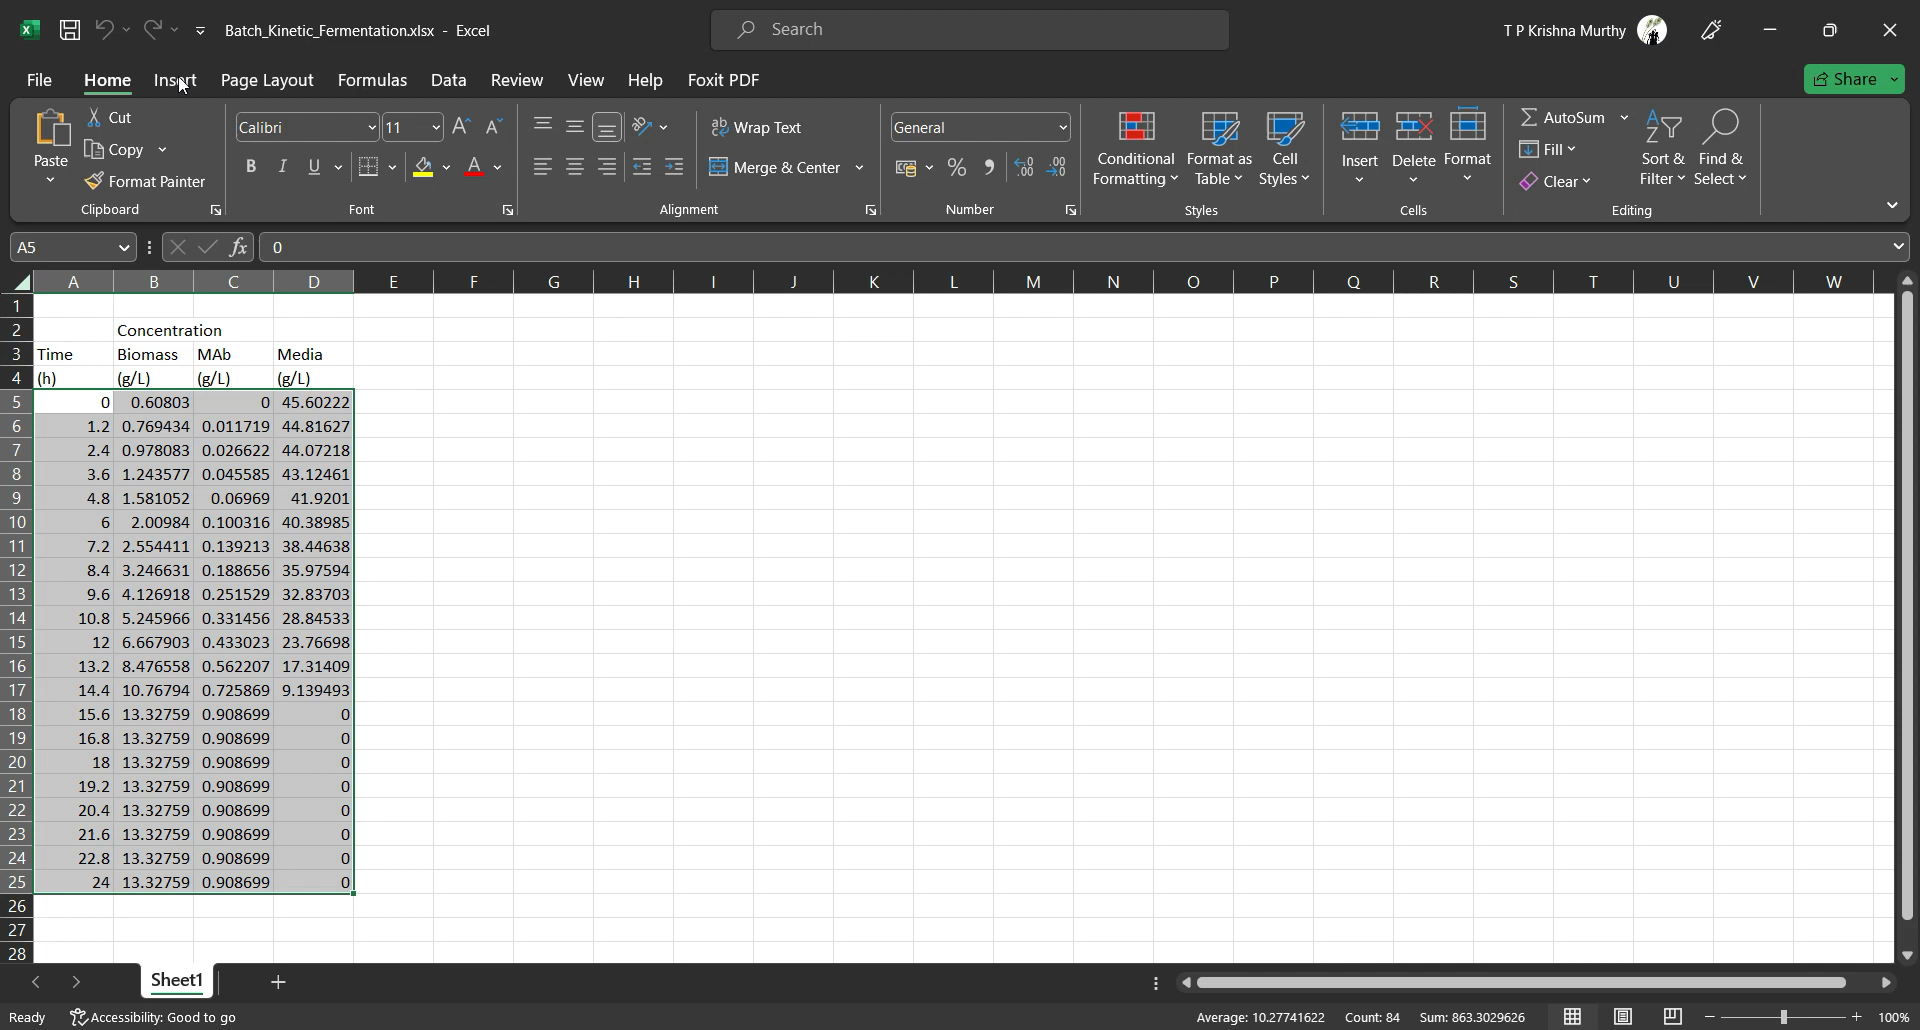 Batch_Kinetic_Fermentation.xlsx - Excel Search T P Krishna Murthy
File Home Insert Page Layout Formulas Data Review View Help Foxit PDF Share
Paste Cut Copy Format Painter Clipboard
Calibri 11 B I U A Font
Wrap Text Merge & Center Alignment
General % Number
Conditional Formatting Format as Table Cell Styles Styles
Insert Delete Format Cells
AutoSum Fill Clear Sort & Filter Find & Select Editing
A5 fx 0
A B C D E F G H I J K L M N O P Q R S T U V W
1
2 Concentration
3 Time Biomass MAb Media
4 (h) (g/L) (g/L) (g/L)
5 0 0.60803 0 45.60222
6 1.2 0.769434 0.011719 44.81627
7 2.4 0.978083 0.026622 44.07218
8 3.6 1.243577 0.045585 43.12461
9 4.8 1.581052 0.06969 41.9201
10 6 2.00984 0.100316 40.38985
11 7.2 2.554411 0.139213 38.44638
12 8.4 3.246631 0.188656 35.97594
13 9.6 4.126918 0.251529 32.83703
14 10.8 5.245966 0.331456 28.84533
15 12 6.667903 0.433023 23.76698
16 13.2 8.476558 0.562207 17.31409
17 14.4 10.76794 0.725869 9.139493
18 15.6 13.32759 0.908699 0
19 16.8 13.32759 0.908699 0
20 18 13.32759 0.908699 0
21 19.2 13.32759 0.908699 0
22 20.4 13.32759 0.908699 0
23 21.6 13.32759 0.908699 0
24 22.8 13.32759 0.908699 0
25 24 13.32759 0.908699 0
26
27
28
Sheet1
Ready Accessibility: Good to go Average: 10.27741622 Count: 84 Sum: 863.3029626 100%